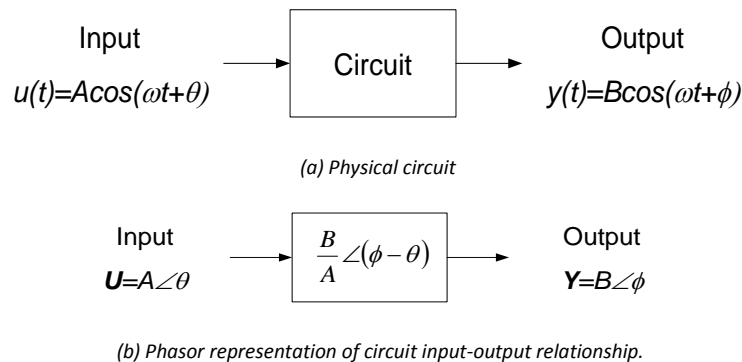 Input
u(t)=Acos(ωt+θ)
Circuit
Output
y(t)=Bcos(ωt+ϕ)
(a) Physical circuit
Input
U=A∠θ
B/A ∠(ϕ − θ)
Output
Y=B∠ϕ
(b) Phasor representation of circuit input-output relationship.